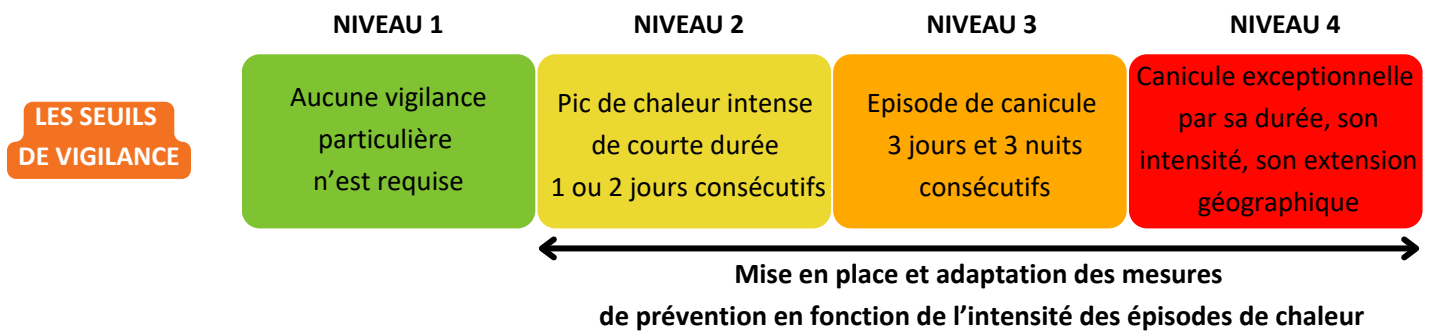 NIVEAU 1
NIVEAU 2
NIVEAU 3
NIVEAU 4
LES SEUILS
DE VIGILANCE
Aucune vigilance
particulière
n’est requise
Pic de chaleur intense
de courte durée
1 ou 2 jours consécutifs
Episode de canicule
3 jours et 3 nuits
consécutifs
Canicule exceptionnelle
par sa durée, son
intensité, son extension
géographique
Mise en place et adaptation des mesures
de prévention en fonction de l’intensité des épisodes de chaleur